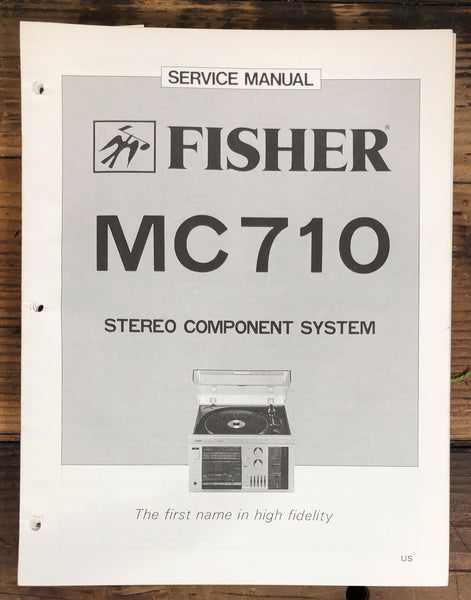 SERVICE MANUAL
FISHER®
MC710
STEREO COMPONENT SYSTEM
The first name in high fidelity
US